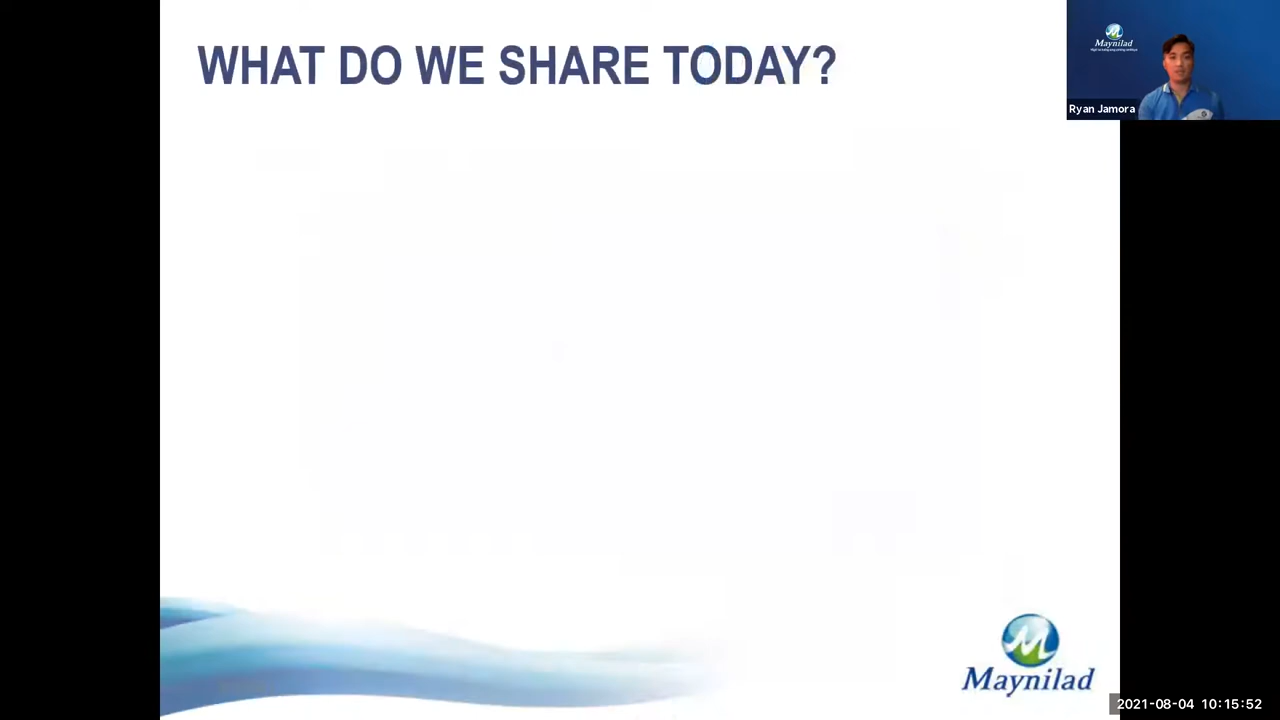 WHAT DO WE SHARE TODAY?
Maynilad
Ryan Jamora
Maynilad
2021-08-04 10:15:52